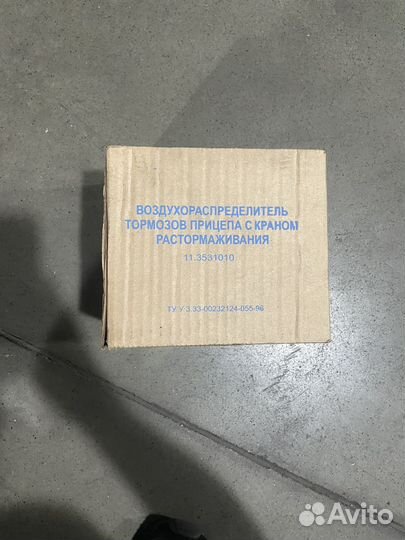 ВОЗДУХОРАСПРЕДЕЛИТЕЛЬ
ТОРМОЗОВ ПРИЦЕПА С КРАНОМ
РАСТОРМАЖИВАНИЯ
11.3531010
ТУ У 3.33-00232124-055-96
Avito